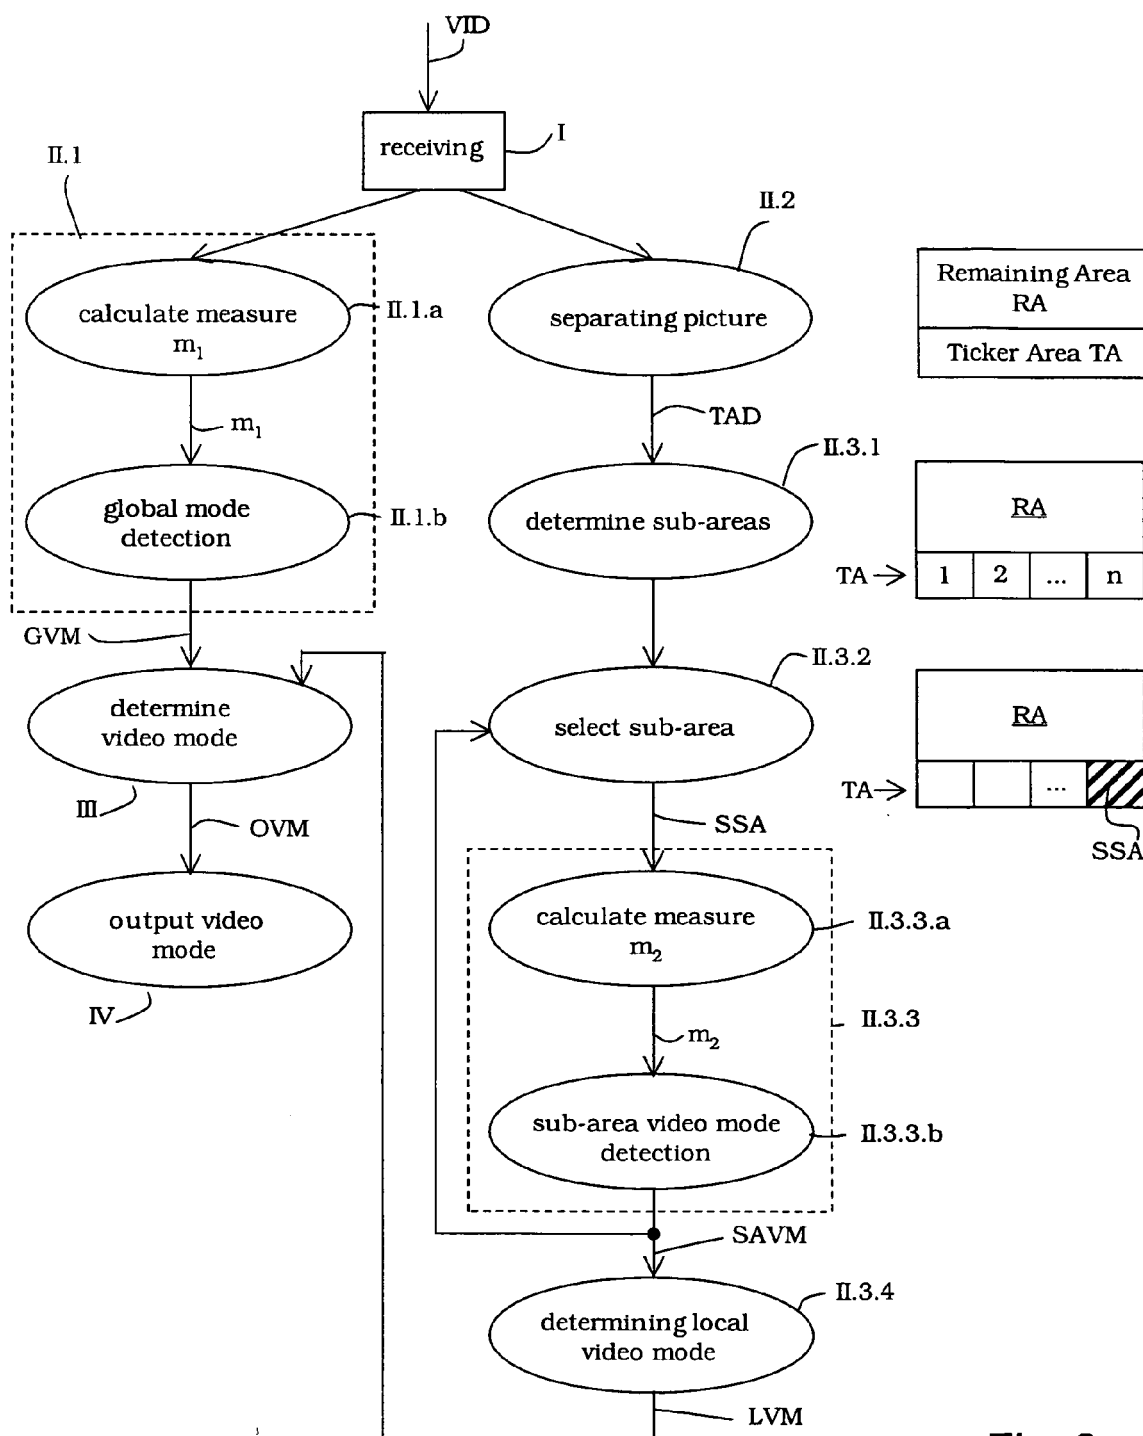 VID
receiving
I
II.1
II.2
calculate measure
m1
II.1.a
separating picture
Remaining Area
RA
Ticker Area TA
m1
TAD
II.3.1
global mode
detection
II.1.b
determine sub-areas
RA
TA
1 2 ... n
GVM
II.3.2
determine
video mode
select sub-area
RA
TA
...
III
OVM
SSA
SSA
output video
mode
calculate measure
m2
II.3.3.a
IV
II.3.3
m2
sub-area video mode
detection
II.3.3.b
SAVM
II.3.4
determining local
video mode
LVM